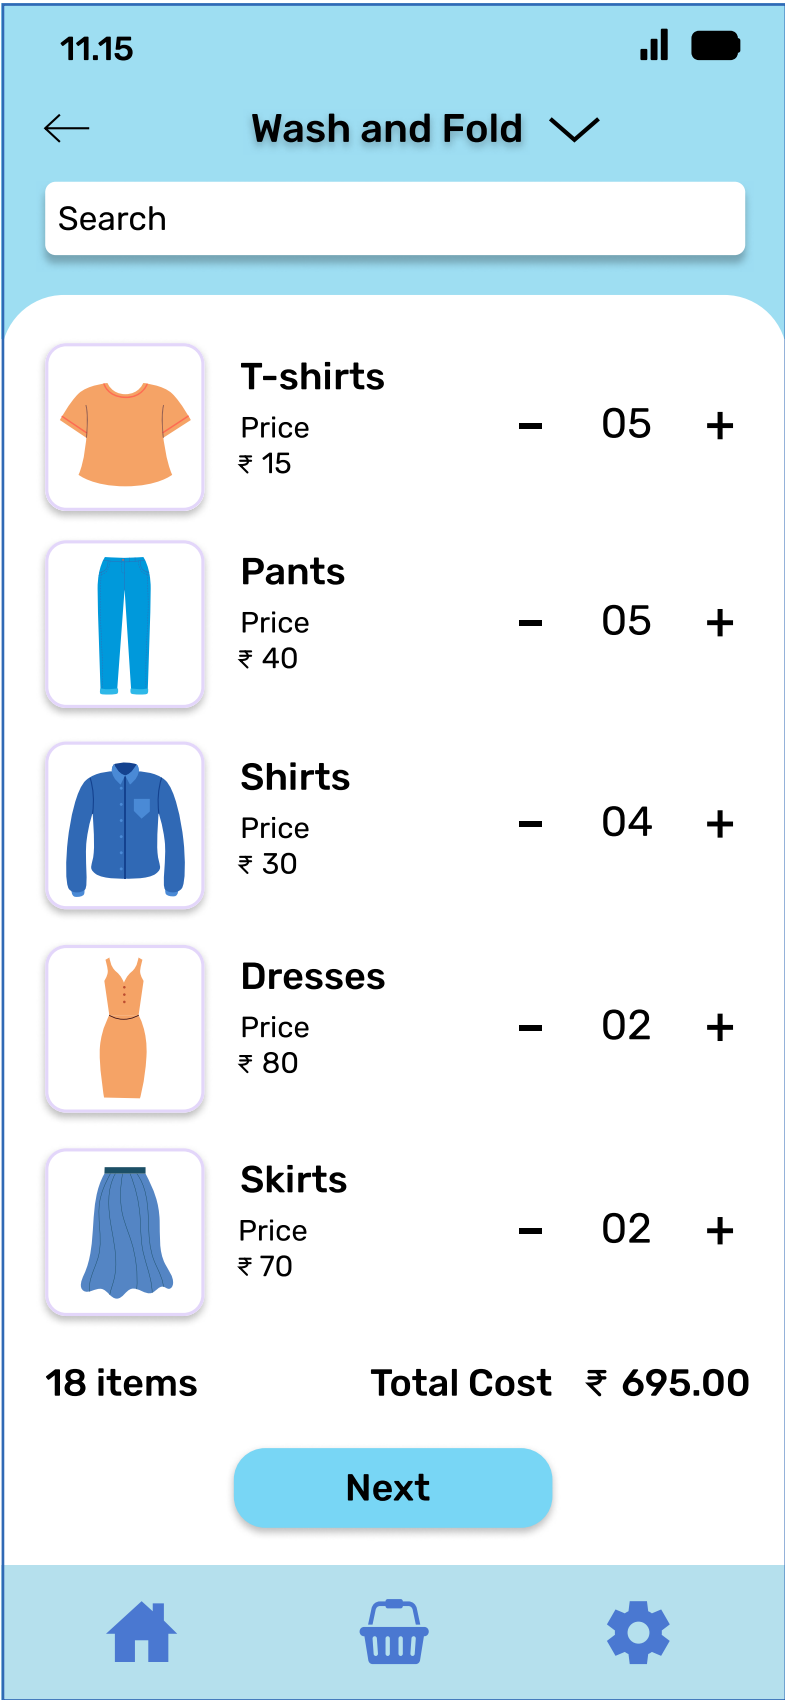 11.15
Wash and Fold
Search
T-shirts
Price
- 05 +
₹ 15
Pants
Price
- 05 +
₹ 40
Shirts
Price
- 04 +
₹ 30
Dresses
Price
- 02 +
₹ 80
Skirts
Price
- 02 +
₹ 70
18 items Total Cost ₹ 695.00
Next